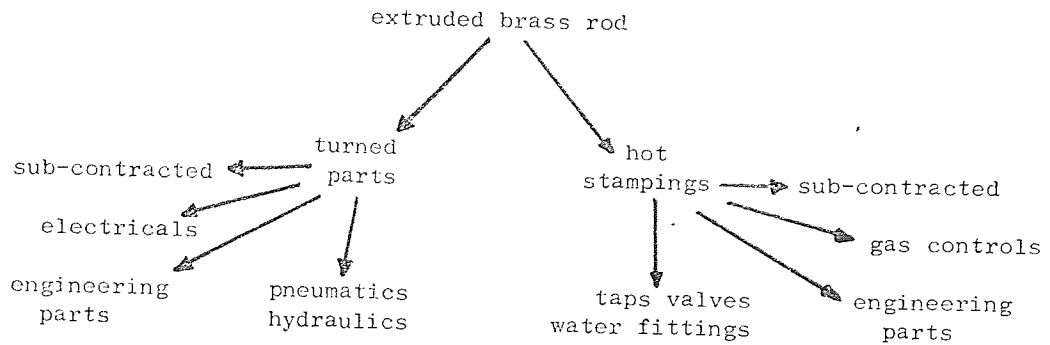 extruded brass rod
turned
parts
sub-contracted
electricals
engineering
parts
pneumatics
hydraulics
hot
stampings
sub-contracted
gas controls
taps valves
water fittings
engineering
parts